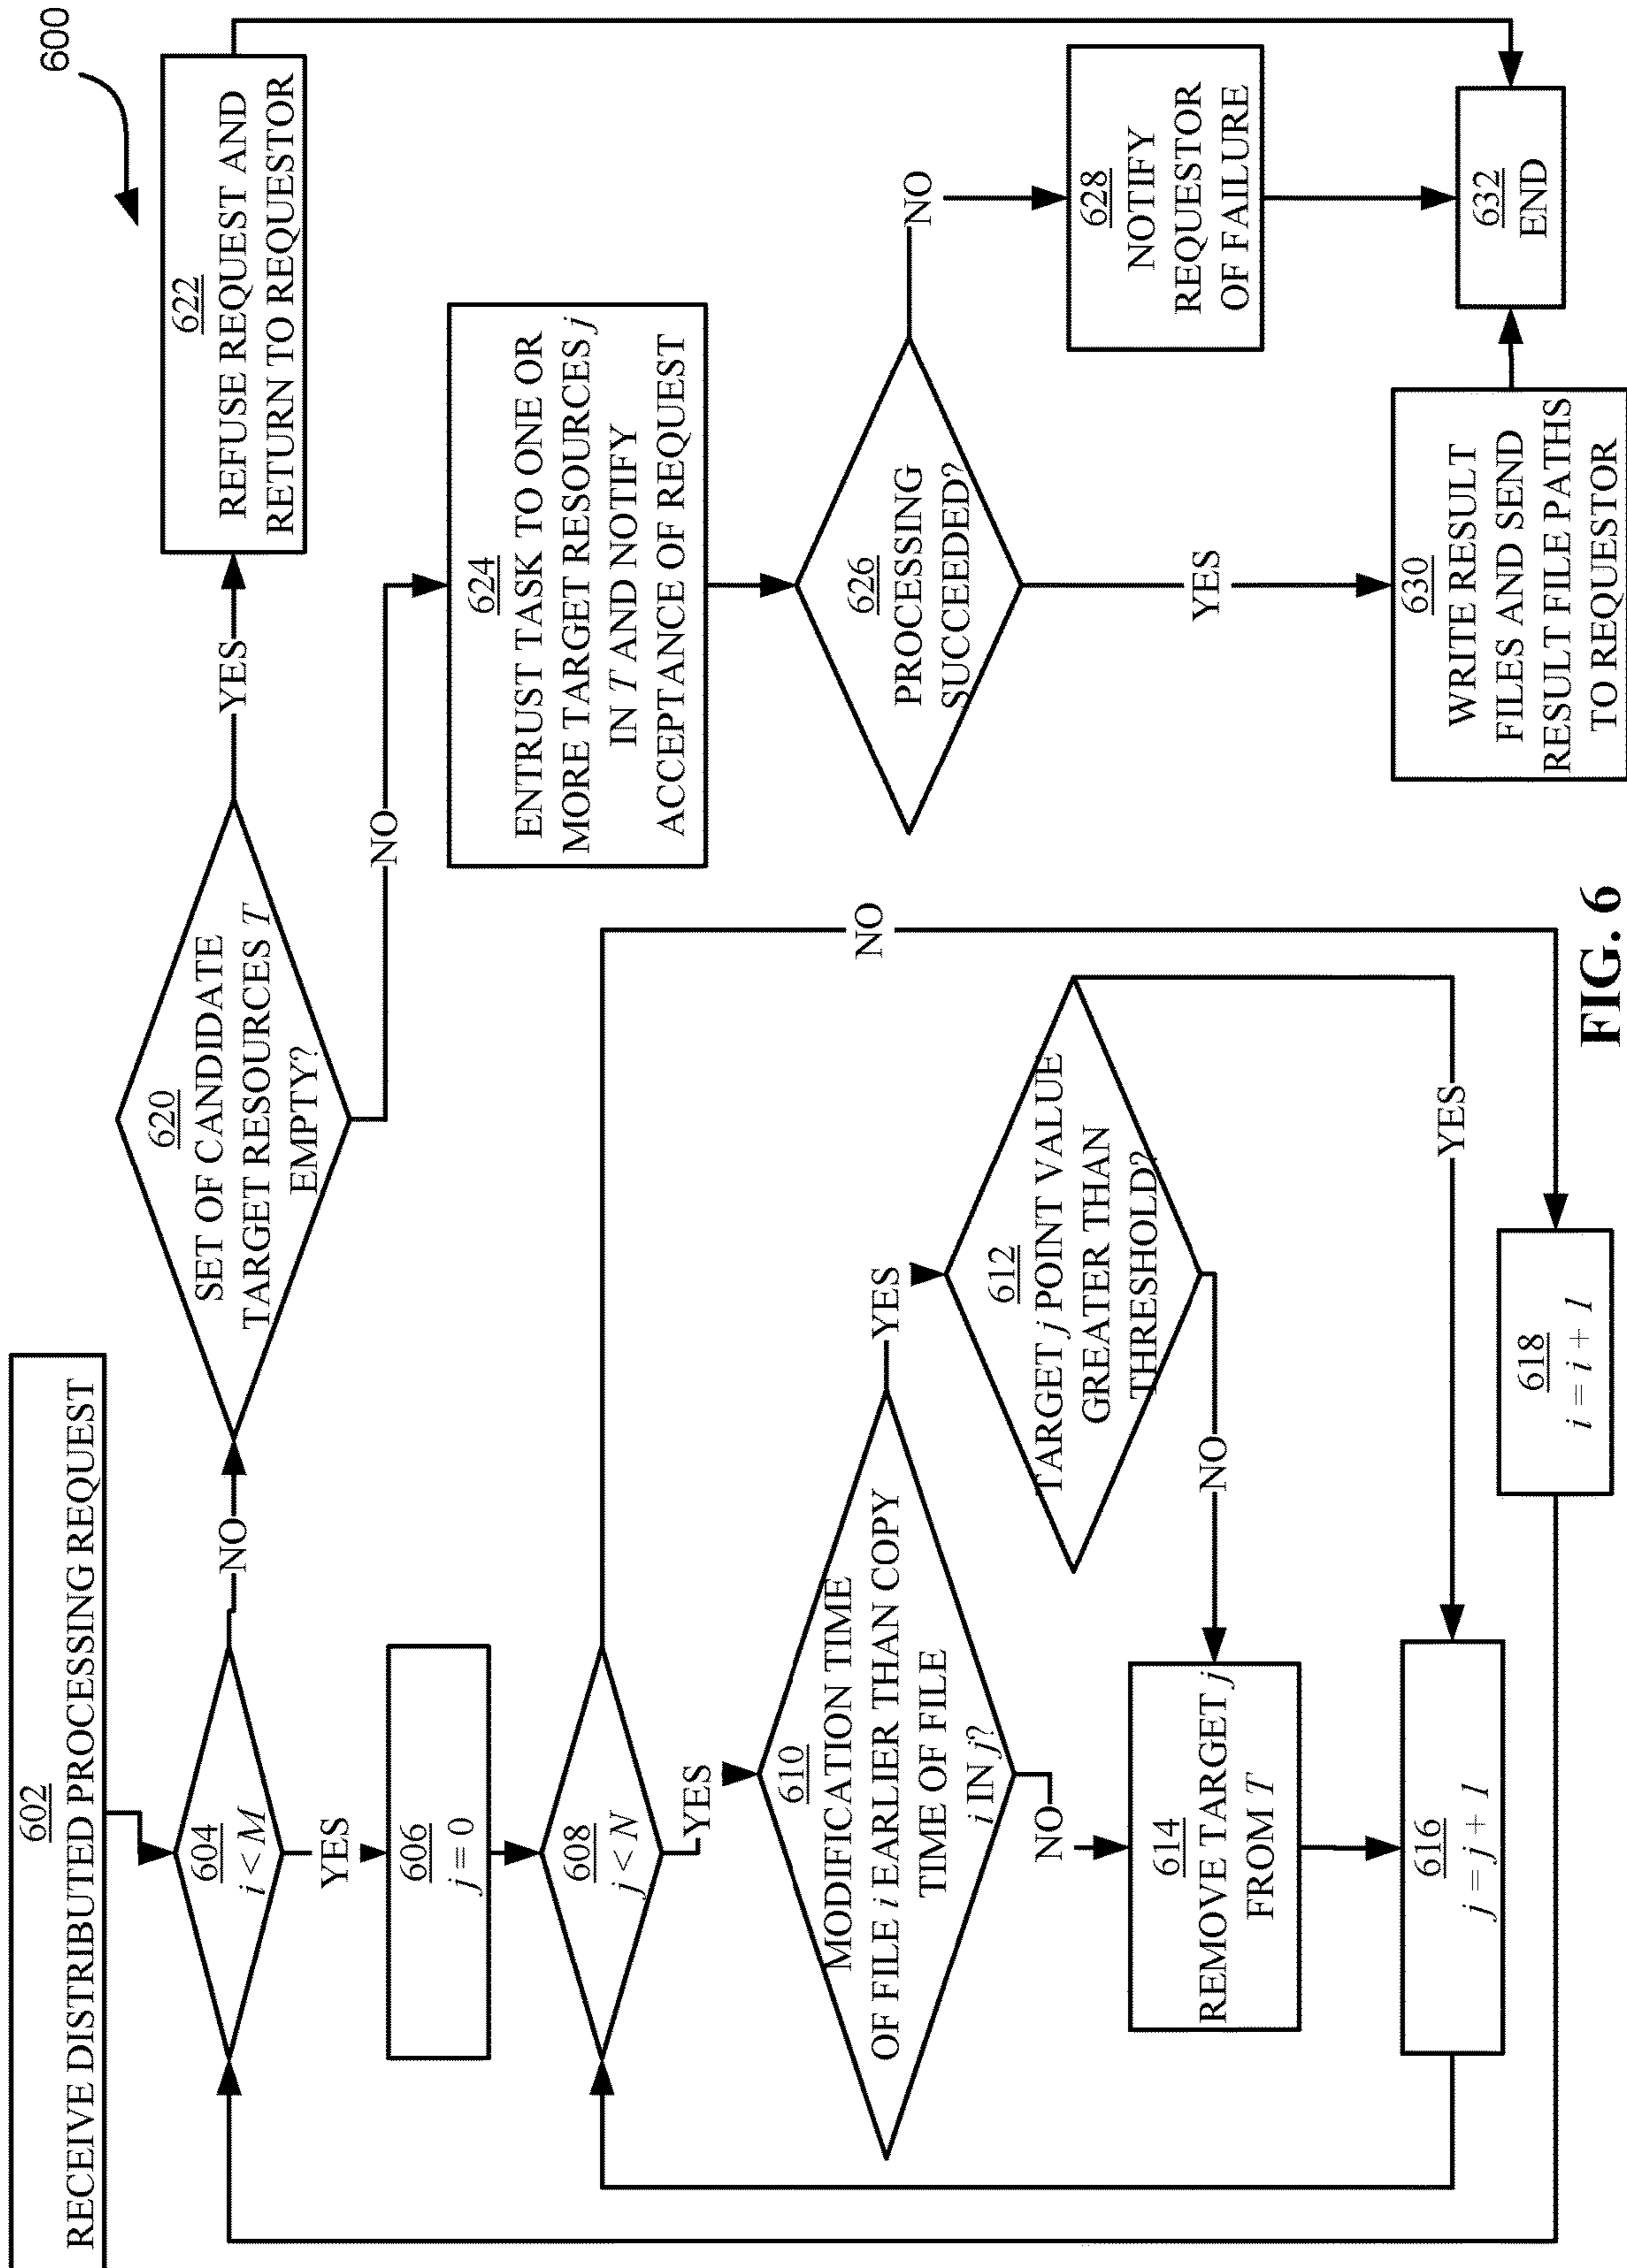 600
602
RECEIVE DISTRIBUTED PROCESSING REQUEST
604
i < M
NO
YES
606
j = 0
608
j < N
NO
YES
610
MODIFICATION TIME
OF FILE i EARLIER THAN COPY
TIME OF FILE
i IN j?
YES
NO
612
TARGET j POINT VALUE
GREATER THAN
THRESHOLD?
NO
YES
614
REMOVE TARGET j
FROM T
616
j = j + 1
618
i = i + 1
620
SET OF CANDIDATE
TARGET RESOURCES T
EMPTY?
YES
NO
622
REFUSE REQUEST AND
RETURN TO REQUESTOR
624
ENTRUST TASK TO ONE OR
MORE TARGET RESOURCES j
IN T AND NOTIFY
ACCEPTANCE OF REQUEST
626
PROCESSING
SUCCEEDED?
NO
YES
628
NOTIFY
REQUESTOR
OF FAILURE
630
WRITE RESULT
FILES AND SEND
RESULT FILE PATHS
TO REQUESTOR
632
END
FIG. 6